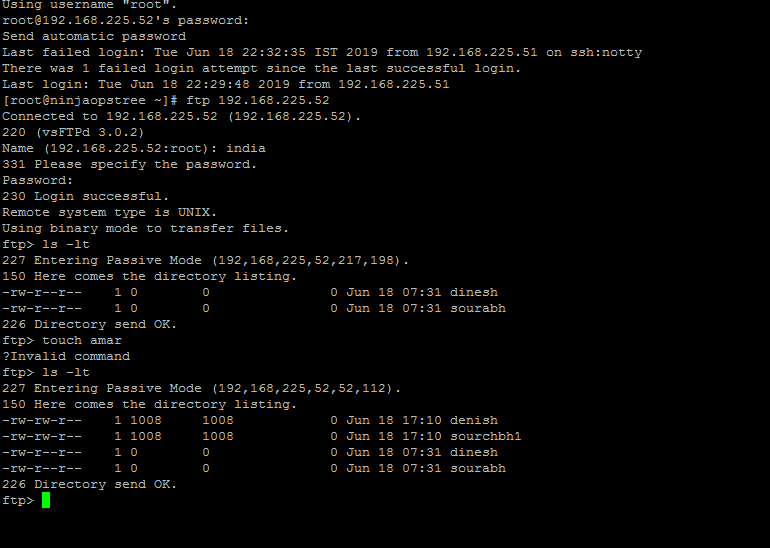 Using username "root".
root@192.168.225.52's password:
Send automatic password
Last failed login: Tue Jun 18 22:32:35 IST 2019 from 192.168.225.51 on ssh:notty
There was 1 failed login attempt since the last successful login.
Last login: Tue Jun 18 22:29:48 2019 from 192.168.225.51
[root@ninjaopstree ~]# ftp 192.168.225.52
Connected to 192.168.225.52 (192.168.225.52).
220 (vsFTPd 3.0.2)
Name (192.168.225.52:root): india
331 Please specify the password.
Password:
230 Login successful.
Remote system type is UNIX.
Using binary mode to transfer files.
ftp> ls -lt
227 Entering Passive Mode (192,168,225,52,217,198).
150 Here comes the directory listing.
-rw-r--r--    1 0        0               0 Jun 18 07:31 dinesh
-rw-r--r--    1 0        0               0 Jun 18 07:31 sourabh
226 Directory send OK.
ftp> touch amar
?Invalid command
ftp> ls -lt
227 Entering Passive Mode (192,168,225,52,52,112).
150 Here comes the directory listing.
-rw-rw-r--    1 1008     1008            0 Jun 18 17:10 denish
-rw-rw-r--    1 1008     1008            0 Jun 18 17:10 sourchbh1
-rw-r--r--    1 0        0               0 Jun 18 07:31 dinesh
-rw-r--r--    1 0        0               0 Jun 18 07:31 sourabh
226 Directory send OK.
ftp>